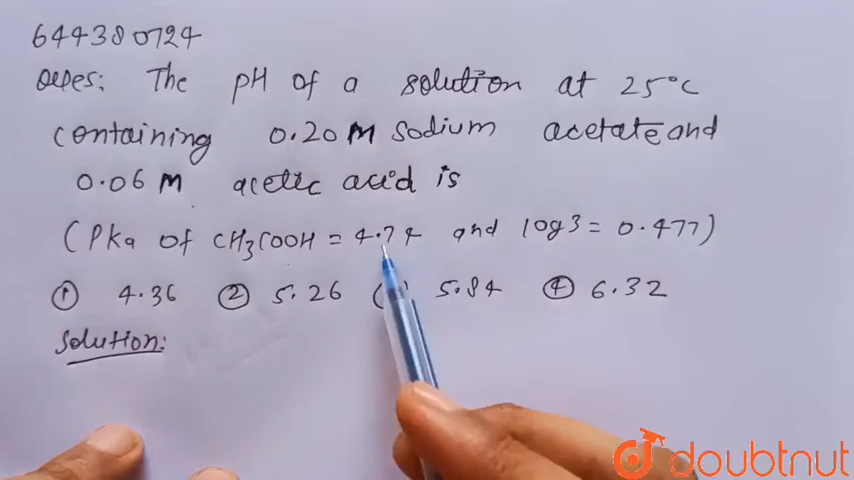 644380724
Ques: The pH of a solution at 25°C
containing 0.20 M sodium acetate and
0.06 M acetic acid is
(Pka of CH3COOH = 4.74 and log3 = 0.477)
① 4.36 ② 5.26 ( 5.84 ④ 6.32
Solution:
doubtnut